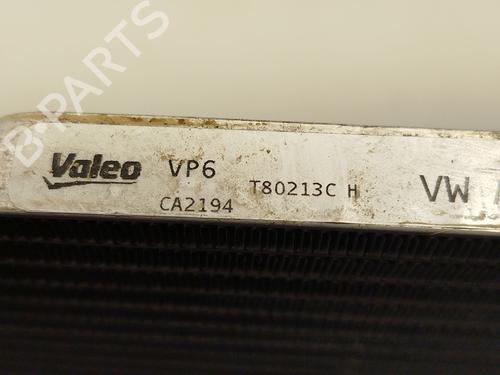 B-PARTS
Valeo VP6 T80213C H VW
CA2194